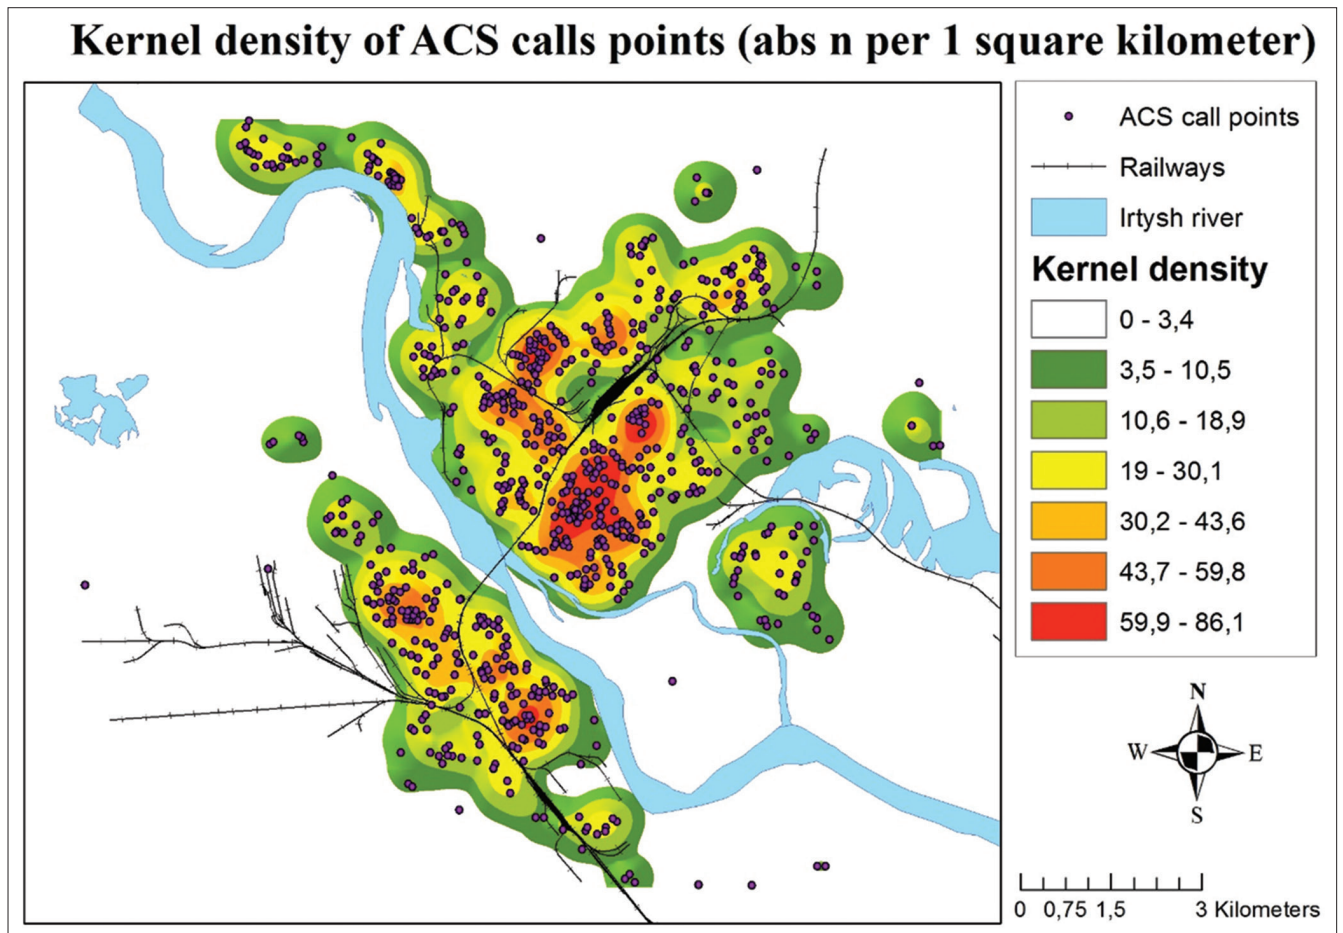 Kernel density of ACS calls points (abs n per 1 square kilometer)
ACS call points
Railways
Irtysh river
Kernel density
0 - 3,4
3,5 - 10,5
10,6 - 18,9
19 - 30,1
30,2 - 43,6
43,7 - 59,8
59,9 - 86,1
N
W E
S
0 0,75 1,5 3 Kilometers